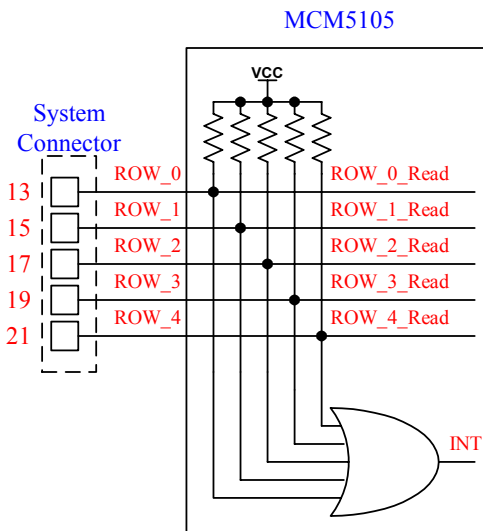 MCM5105
VCC
System
Connector
13
ROW_0
ROW_0_Read
15
ROW_1
ROW_1_Read
17
ROW_2
ROW_2_Read
19
ROW_3
ROW_3_Read
21
ROW_4
ROW_4_Read
INT